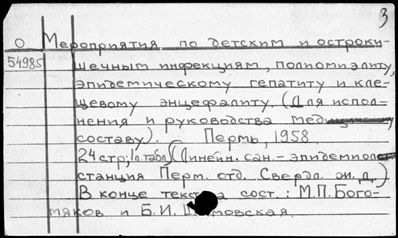 3
О Мероприятия по детским и остроки-
54985 шечным инфекциям, полиомиэлиту,
эпидемическому гепатиту и кле-
щевому энцефалиту. (Для испол-
нения и руководства
составу). Пермь, 1958
24 стр; (Линейн. сан.-эпидемиол
станция Перм. отд. Свердл. ж.д.)
В конце текста сост.: М.П. Бого-
мяков и Б.И.